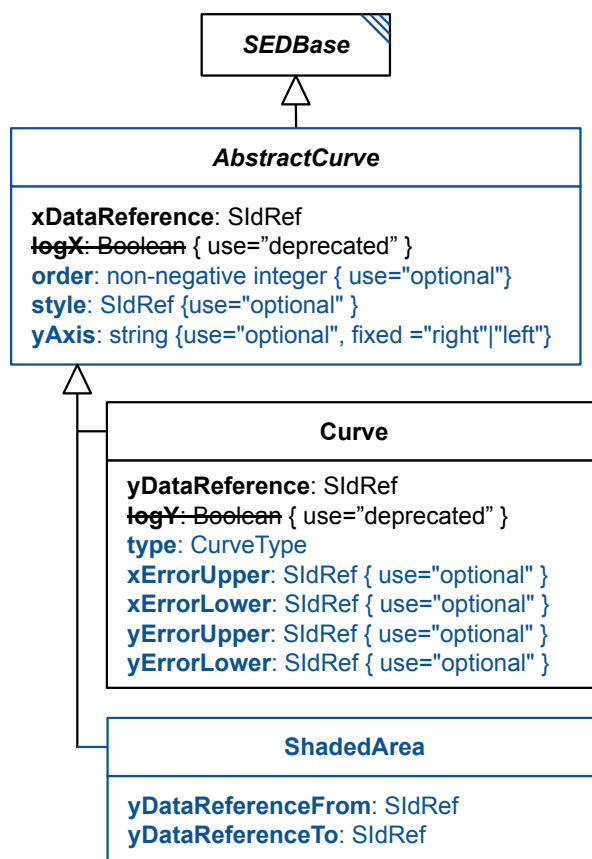 SEDBase
AbstractCurve
xDataReference: SIdRef
logX: Boolean { use=”deprecated” }
order: non-negative integer { use="optional"}
style: SIdRef {use="optional" }
yAxis: string {use="optional", fixed ="right"|"left"}
Curve
yDataReference: SIdRef
logY: Boolean { use=”deprecated” }
type: CurveType
xErrorUpper: SIdRef { use="optional" }
xErrorLower: SIdRef { use="optional" }
yErrorUpper: SIdRef { use="optional" }
yErrorLower: SIdRef { use="optional" }
ShadedArea
yDataReferenceFrom: SIdRef
yDataReferenceTo: SIdRef